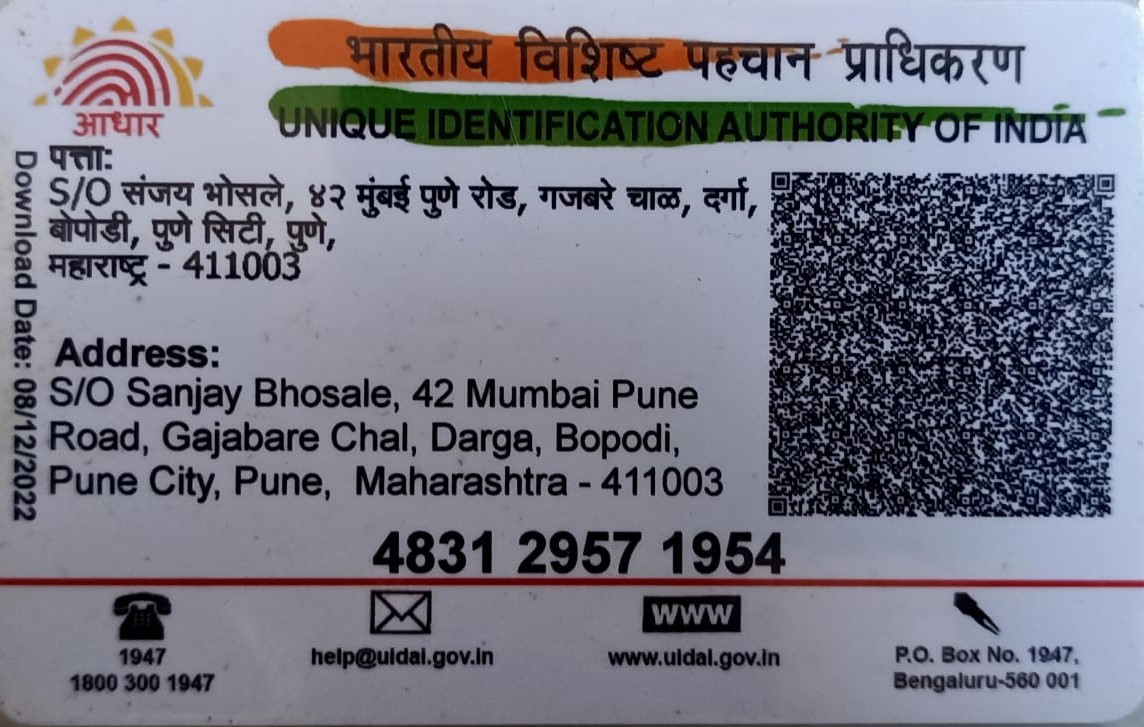 भारतीय विशिष्ट पहचान प्राधिकरण
UNIQUE IDENTIFICATION AUTHORITY OF INDIA
आधार
Download Date: 08/12/2022
पत्ता:
S/O संजय भोसले, ४२ मुंबई पुणे रोड, गजबरे चाळ, दर्गा,
बोपोडी, पुणे सिटी, पुणे,
महाराष्ट्र - 411003
Address:
S/O Sanjay Bhosale, 42 Mumbai Pune
Road, Gajabare Chal, Darga, Bopodi,
Pune City, Pune, Maharashtra - 411003
4831 2957 1954
1947
1800 300 1947
help@uidai.gov.in
www
www.uidai.gov.in
P.O. Box No. 1947,
Bengaluru-560 001